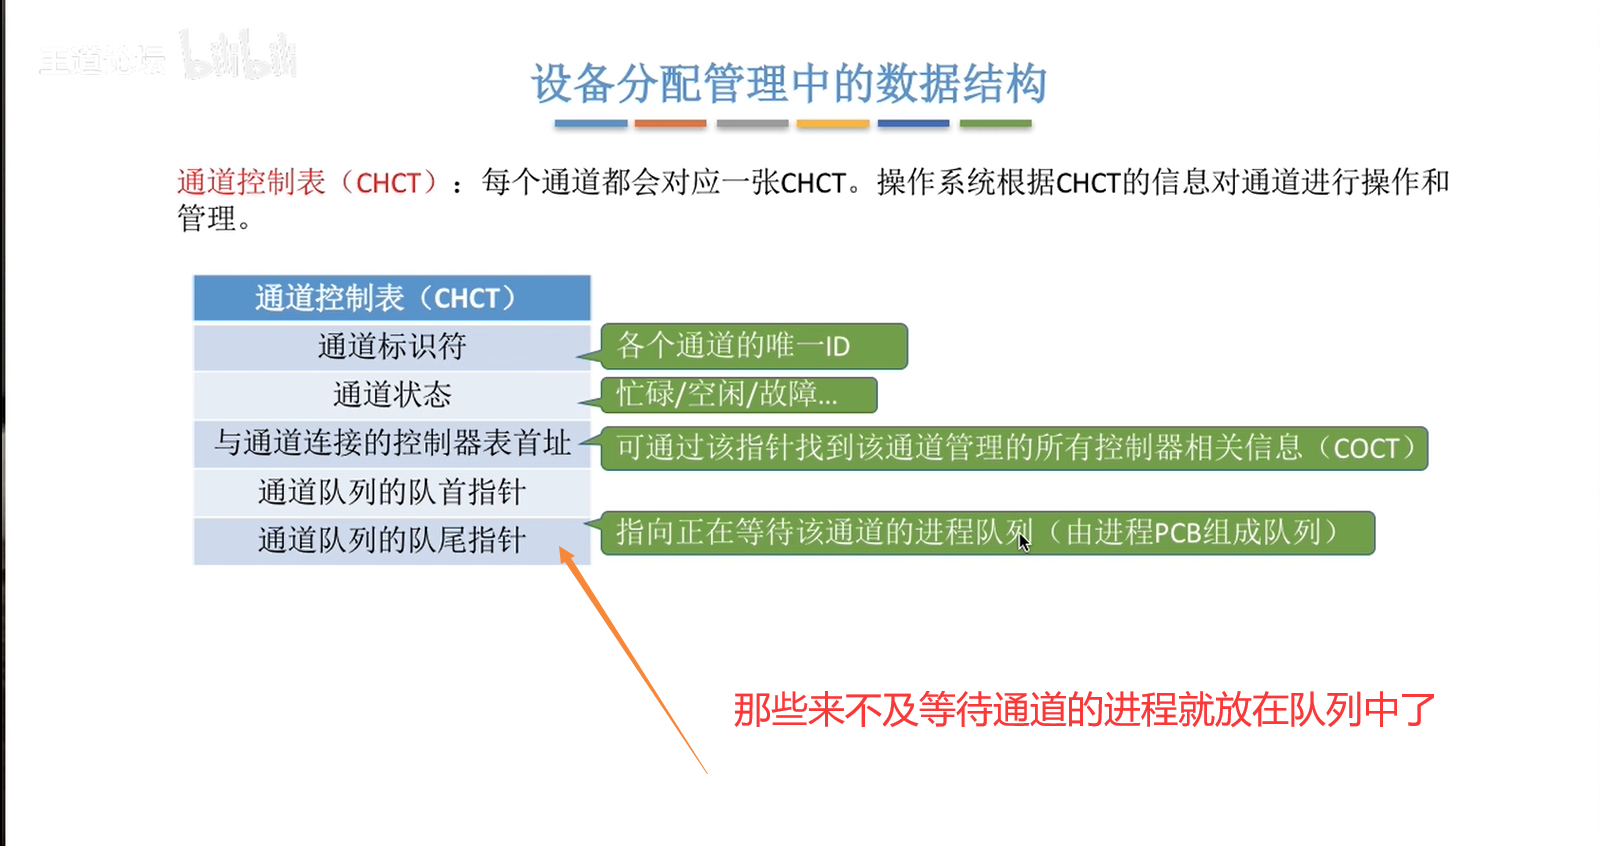 王道论坛 bilibili
设备分配管理中的数据结构
通道控制表（CHCT）：每个通道都会对应一张CHCT。操作系统根据CHCT的信息对通道进行操作和
管理。
通道控制表（CHCT）
通道标识符
各个通道的唯一ID
通道状态
忙碌/空闲/故障...
与通道连接的控制器表首址
可通过该指针找到该通道管理的所有控制器相关信息（COCT）
通道队列的队首指针
通道队列的队尾指针
指向正在等待该通道的进程队列（由进程PCB组成队列）
那些来不及等待通道的进程就放在队列中了